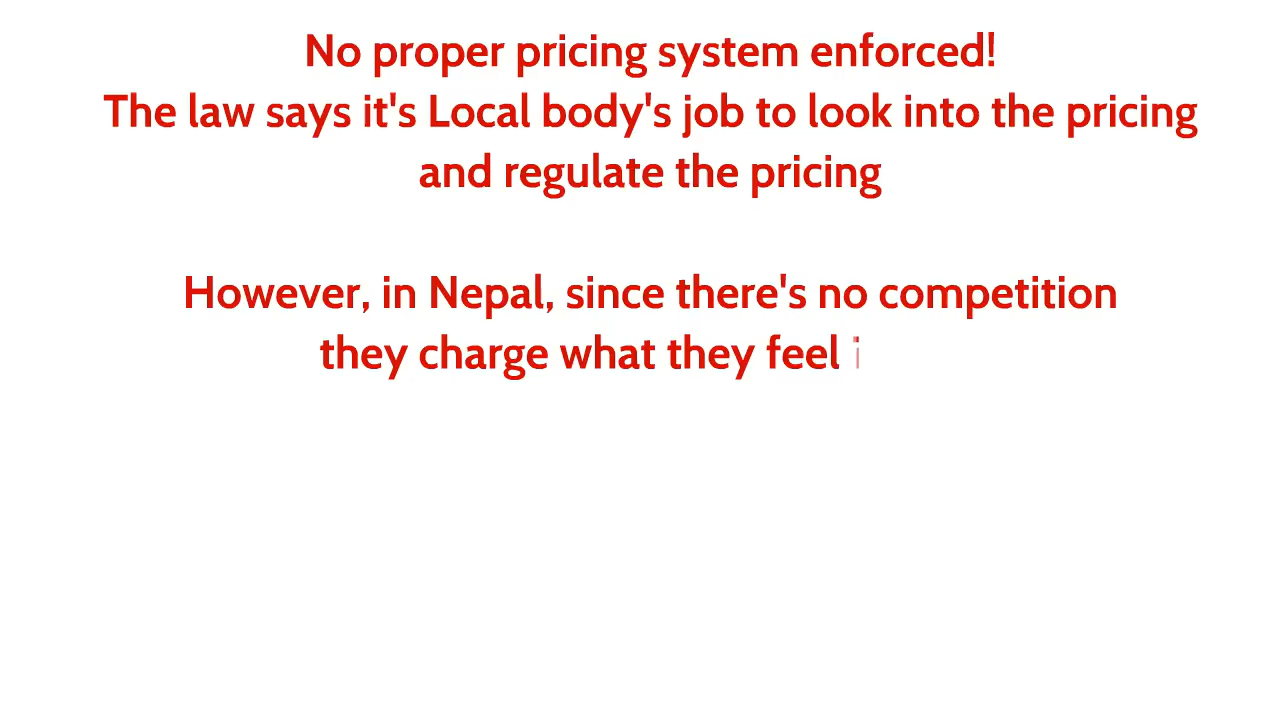 No proper pricing system enforced!
The law says it's Local body's job to look into the pricing
and regulate the pricing
However, in Nepal, since there's no competition
they charge what they feel i